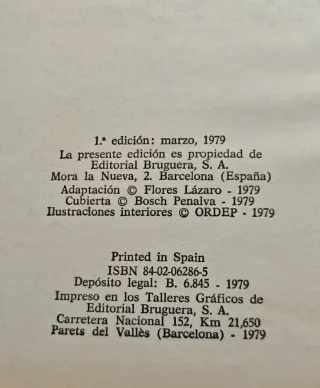 1.ª edición: marzo, 1979
La presente edición es propiedad de
Editorial Bruguera, S. A.
Mora la Nueva, 2. Barcelona (España)
Adaptación © Flores Lázaro - 1979
Cubierta © Bosch Penalva - 1979
Ilustraciones interiores © ORDEP - 1979
Printed in Spain
ISBN 84-02-06286-5
Depósito legal: B. 6.845 - 1979
Impreso en los Talleres Gráficos de
Editorial Bruguera, S. A.
Carretera Nacional 152, Km 21,650
Parets del Vallès (Barcelona) - 1979